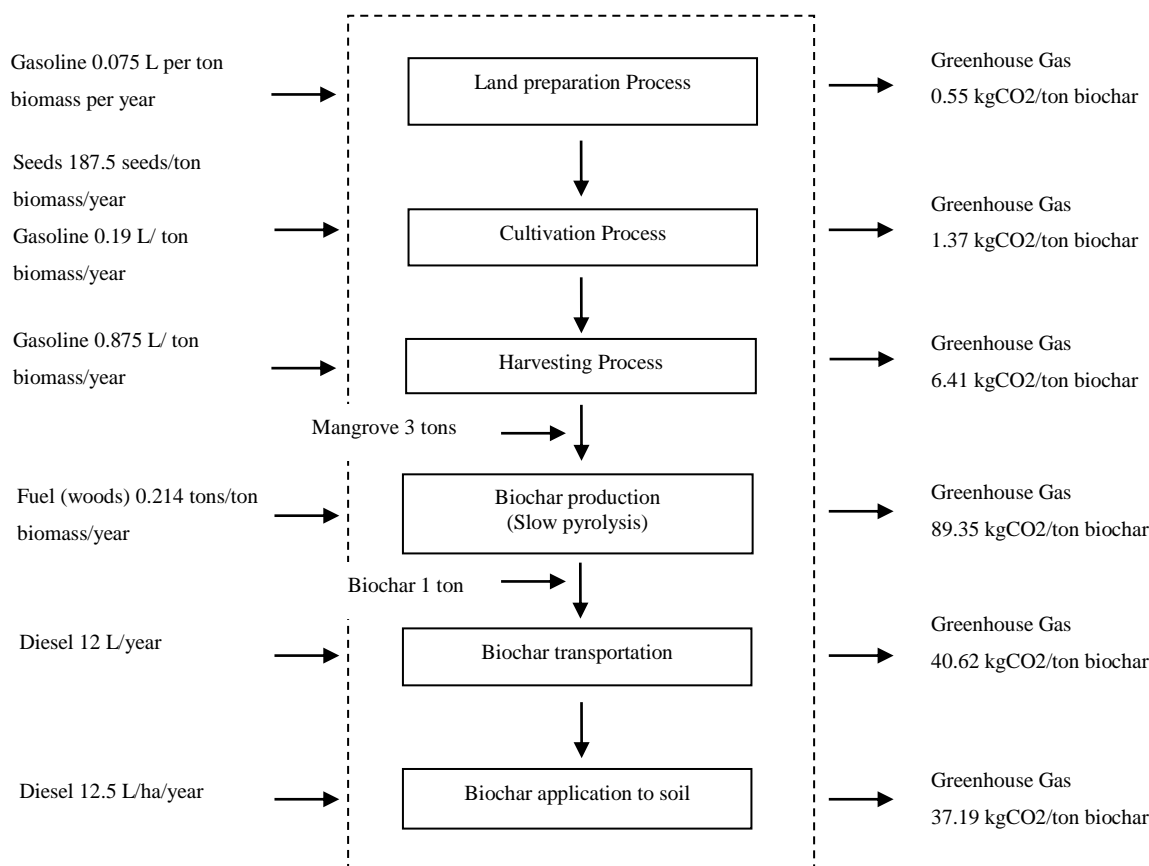 Gasoline 0.075 L per ton
biomass per year
Land preparation Process
Greenhouse Gas
0.55 kgCO2/ton biochar
Seeds 187.5 seeds/ton
biomass/year
Gasoline 0.19 L/ ton
biomass/year
Cultivation Process
Greenhouse Gas
1.37 kgCO2/ton biochar
Gasoline 0.875 L/ ton
biomass/year
Harvesting Process
Greenhouse Gas
6.41 kgCO2/ton biochar
Mangrove 3 tons
Fuel (woods) 0.214 tons/ton
biomass/year
Biochar production
(Slow pyrolysis)
Greenhouse Gas
89.35 kgCO2/ton biochar
Biochar 1 ton
Diesel 12 L/year
Biochar transportation
Greenhouse Gas
40.62 kgCO2/ton biochar
Diesel 12.5 L/ha/year
Biochar application to soil
Greenhouse Gas
37.19 kgCO2/ton biochar